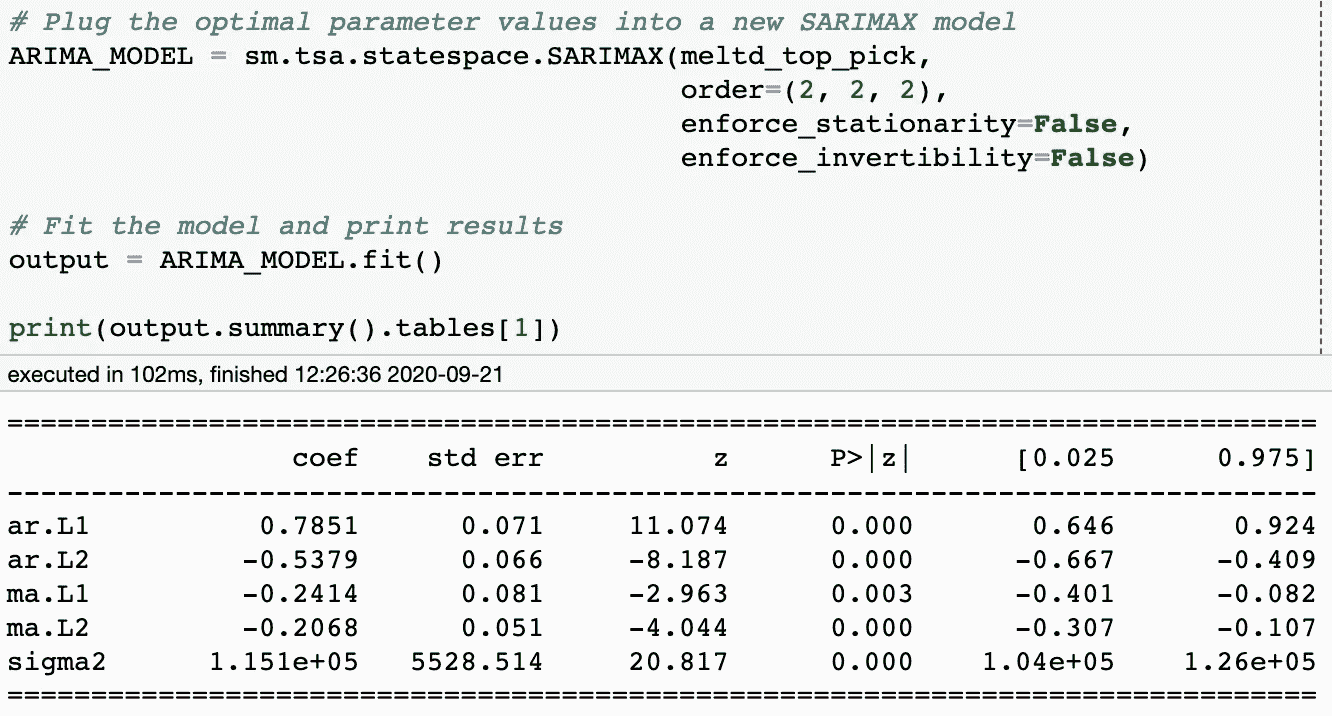 # Plug the optimal parameter values into a new SARIMAX model
ARIMA_MODEL = sm.tsa.statespace.SARIMAX(meltd_top_pick,
                                        order=(2, 2, 2),
                                        enforce_stationarity=False,
                                        enforce_invertibility=False)

# Fit the model and print results
output = ARIMA_MODEL.fit()

print(output.summary().tables[1])
executed in 102ms, finished 12:26:36 2020-09-21
==============================================================================
                 coef    std err          z      P>|z|      [0.025      0.975]
------------------------------------------------------------------------------
ar.L1          0.7851      0.071     11.074      0.000       0.646       0.924
ar.L2         -0.5379      0.066     -8.187      0.000      -0.667      -0.409
ma.L1         -0.2414      0.081     -2.963      0.003      -0.401      -0.082
ma.L2         -0.2068      0.051     -4.044      0.000      -0.307      -0.107
sigma2      1.151e+05   5528.514     20.817      0.000    1.04e+05    1.26e+05
==============================================================================